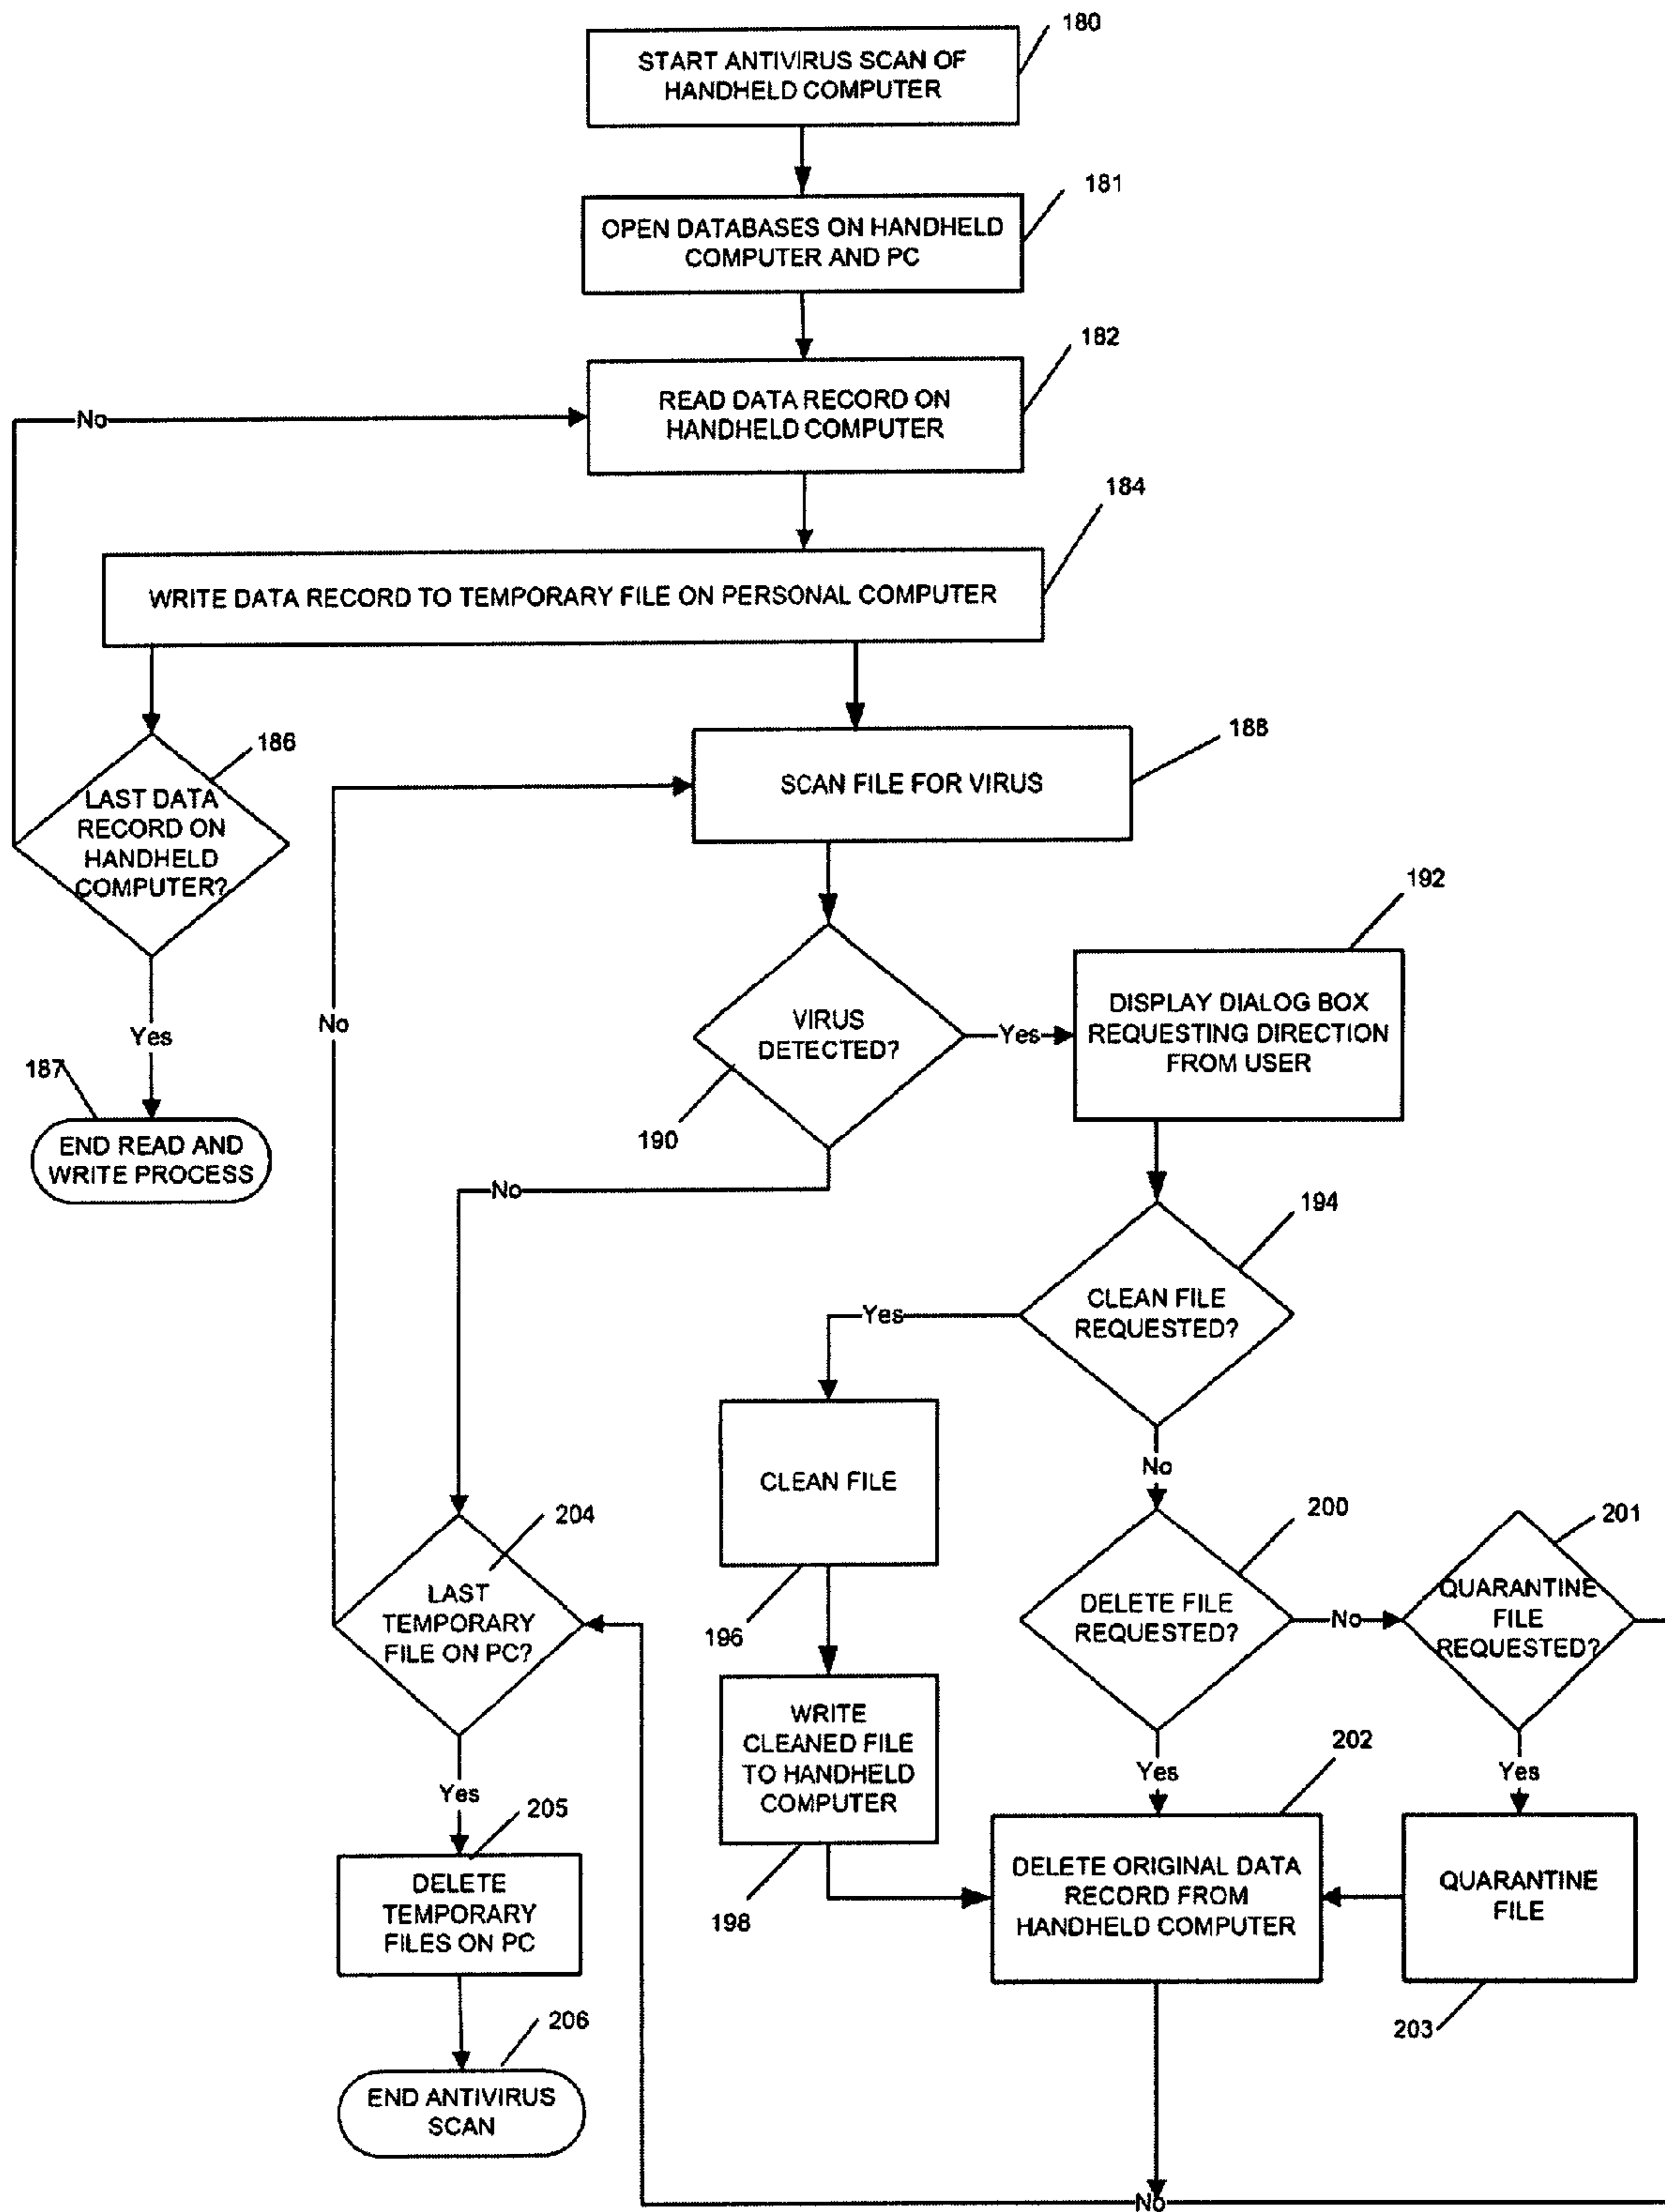 180
START ANTIVIRUS SCAN OF
HANDHELD COMPUTER
181
OPEN DATABASES ON HANDHELD
COMPUTER AND PC
182
READ DATA RECORD ON
HANDHELD COMPUTER
No
184
WRITE DATA RECORD TO TEMPORARY FILE ON PERSONAL COMPUTER
186
LAST DATA
RECORD ON
HANDHELD
COMPUTER?
Yes
187
END READ AND
WRITE PROCESS
188
SCAN FILE FOR VIRUS
No
VIRUS
DETECTED?
190
Yes
No
192
DISPLAY DIALOG BOX
REQUESTING DIRECTION
FROM USER
194
CLEAN FILE
REQUESTED?
Yes
No
CLEAN FILE
196
WRITE
CLEANED FILE
TO HANDHELD
COMPUTER
198
200
DELETE FILE
REQUESTED?
No
Yes
201
QUARANTINE
FILE
REQUESTED?
Yes
202
DELETE ORIGINAL DATA
RECORD FROM
HANDHELD COMPUTER
QUARANTINE
FILE
203
204
LAST
TEMPORARY
FILE ON PC?
Yes
205
DELETE
TEMPORARY
FILES ON PC
206
END ANTIVIRUS
SCAN
No